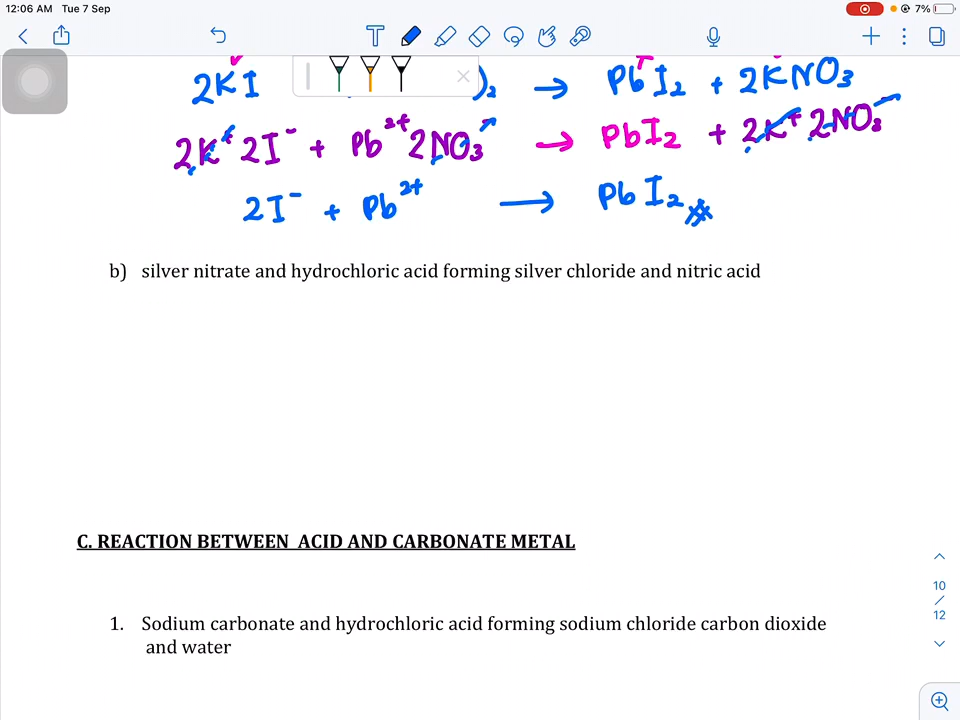 12:06 AM Tue 7 Sep
7%
2KI )₂ → PbI₂ + 2KNO₃
2K⁺ 2I⁻ + Pb²⁺ 2NO₃⁻ → PbI₂ + 2K⁺ 2NO₃⁻
2I⁻ + Pb²⁺ → PbI₂
b) silver nitrate and hydrochloric acid forming silver chloride and nitric acid
C. REACTION BETWEEN ACID AND CARBONATE METAL
10
/
12
1. Sodium carbonate and hydrochloric acid forming sodium chloride carbon dioxide
and water